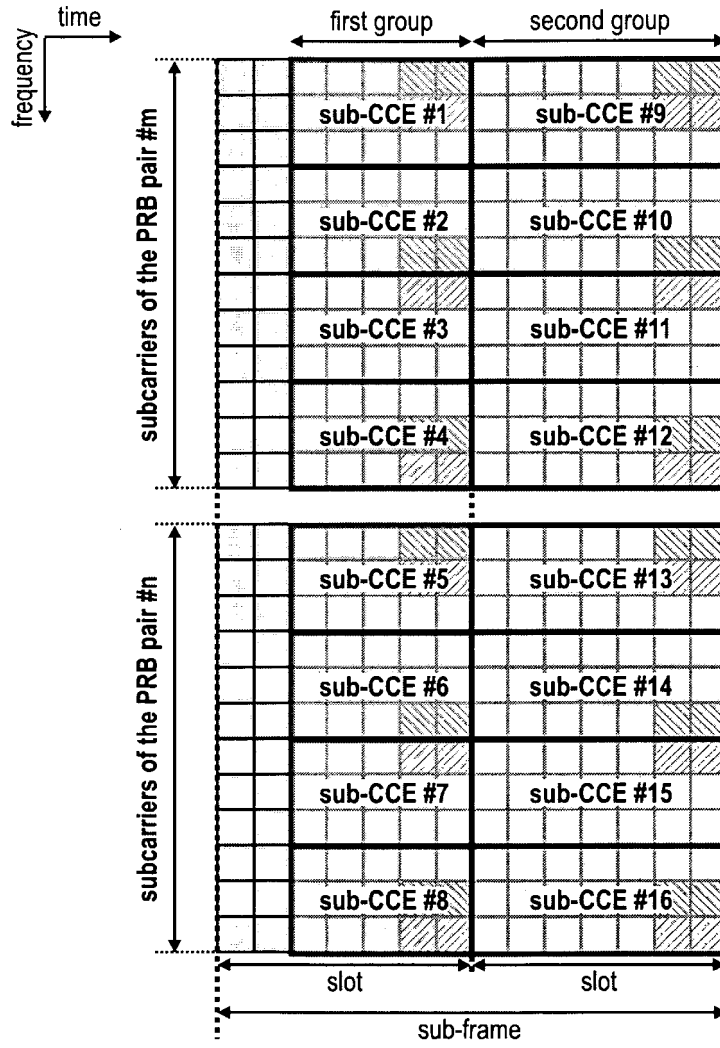 time
first group
second group
frequency
subcarriers of the PRB pair #m
sub-CCE #1
sub-CCE #9
sub-CCE #2
sub-CCE #10
sub-CCE #3
sub-CCE #11
sub-CCE #4
sub-CCE #12
subcarriers of the PRB pair #n
sub-CCE #5
sub-CCE #13
sub-CCE #6
sub-CCE #14
sub-CCE #7
sub-CCE #15
sub-CCE #8
sub-CCE #16
slot
slot
sub-frame